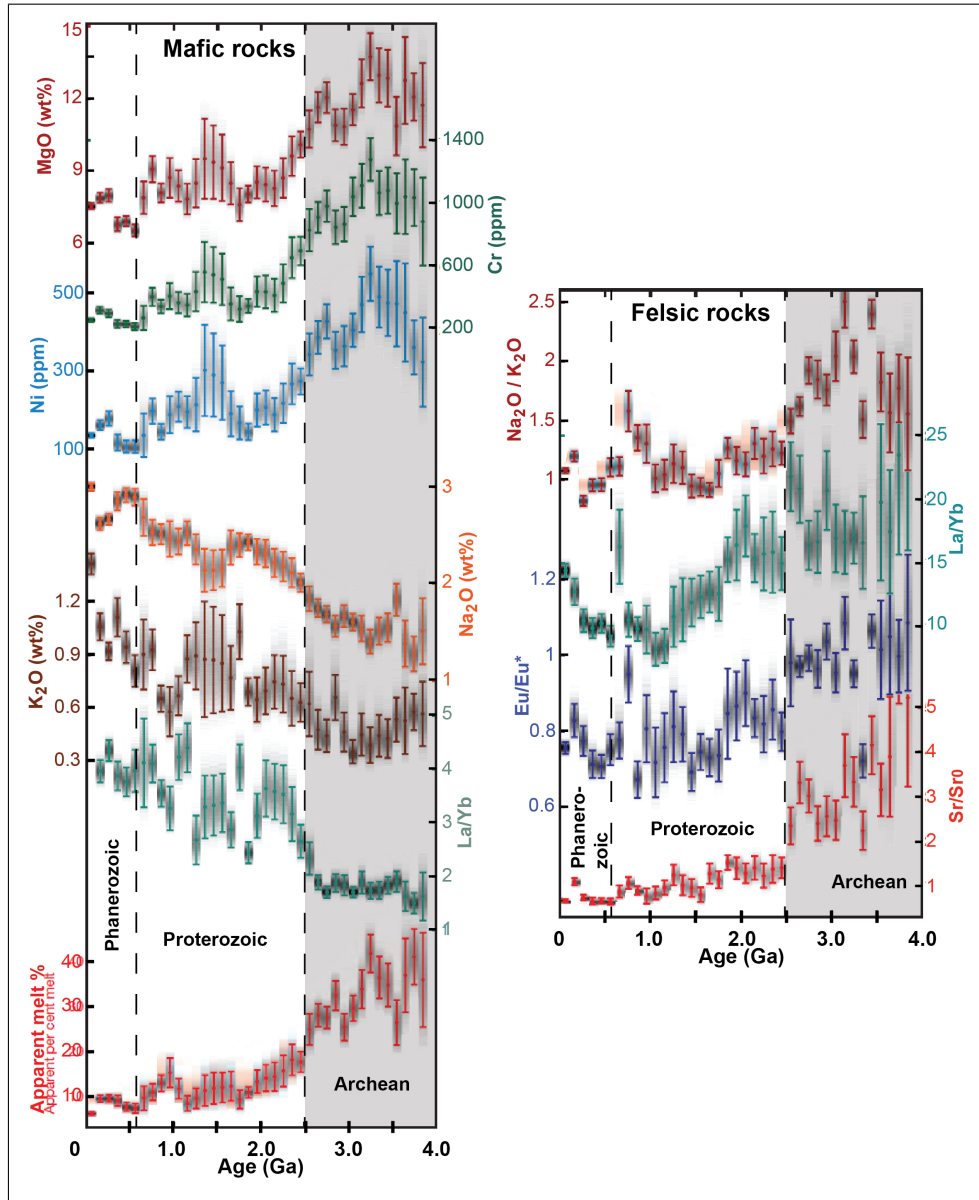 Mafic rocks
MgO (wt%)
15
12
9
6
Cr (ppm)
1400
1000
600
200
Ni (ppm)
500
300
100
Na2O (wt%)
3
2
1
K2O (wt%)
1.2
0.9
0.6
0.3
La/Yb
5
4
3
2
1
Apparent melt %
Apparent per cent melt
40
30
20
10
Phanerozoic
Proterozoic
Archean
0 1.0 2.0 3.0 4.0
Age (Ga)
Felsic rocks
Na2O / K2O
2.5
2
1.5
1
La/Yb
25
20
15
10
Eu/Eu*
1.2
1
0.8
0.6
Sr/Sr0
5
4
3
2
1
Phanero-
zoic
Proterozoic
Archean
0 1.0 2.0 3.0 4.0
Age (Ga)